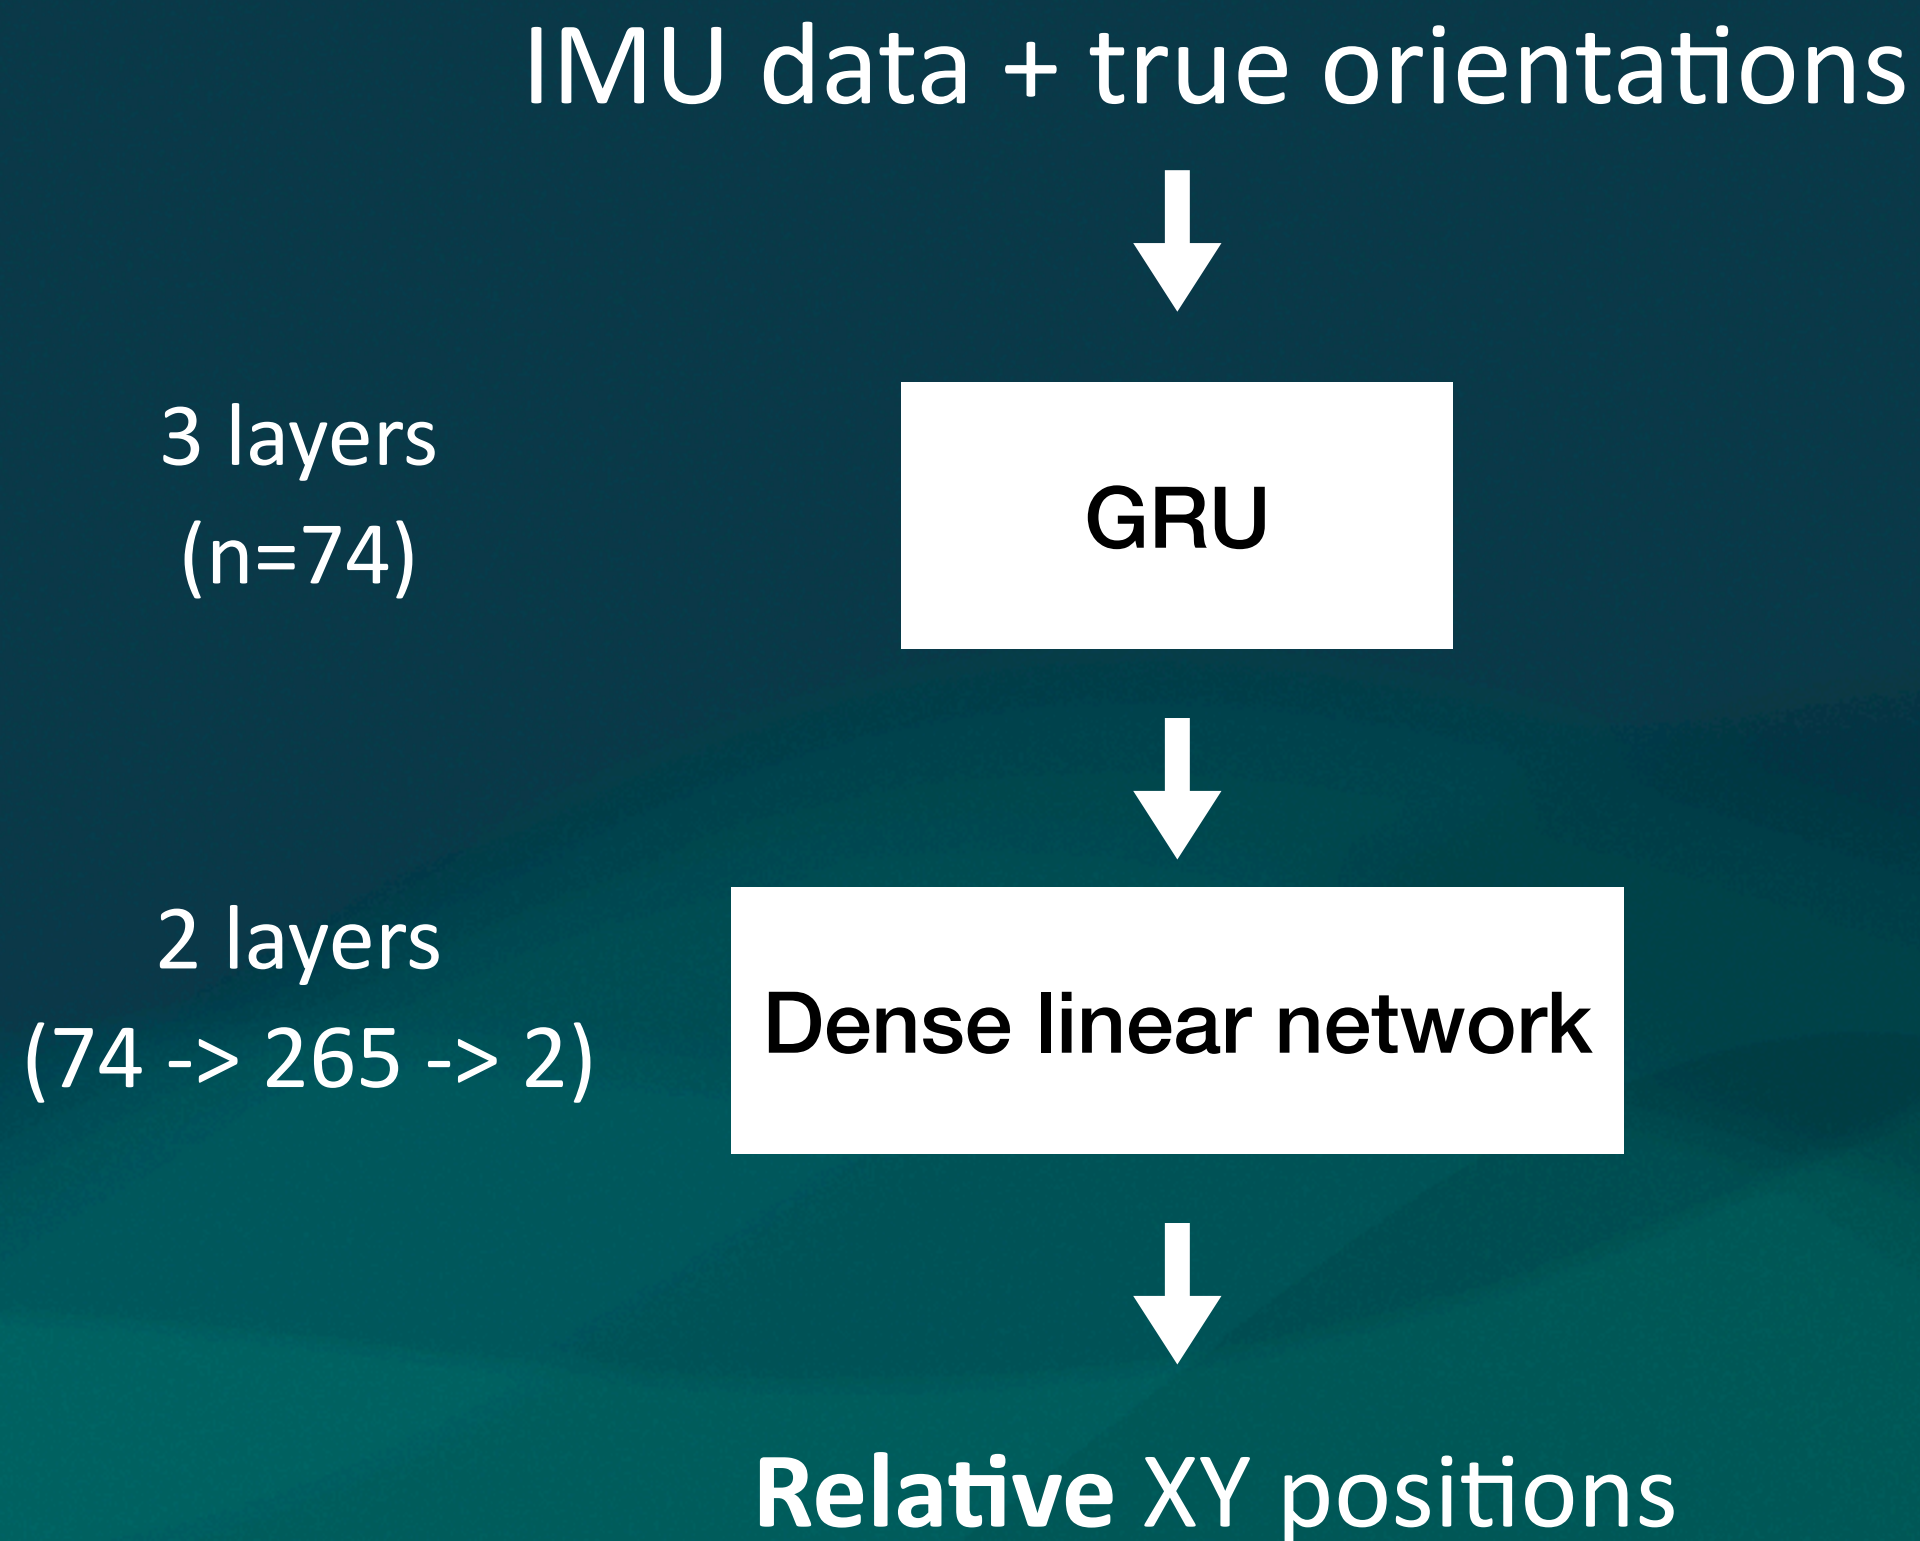 IMU data + true orientations
3 layers
(n=74)
GRU
2 layers
(74 -> 265 -> 2)
Dense linear network
Relative XY positions